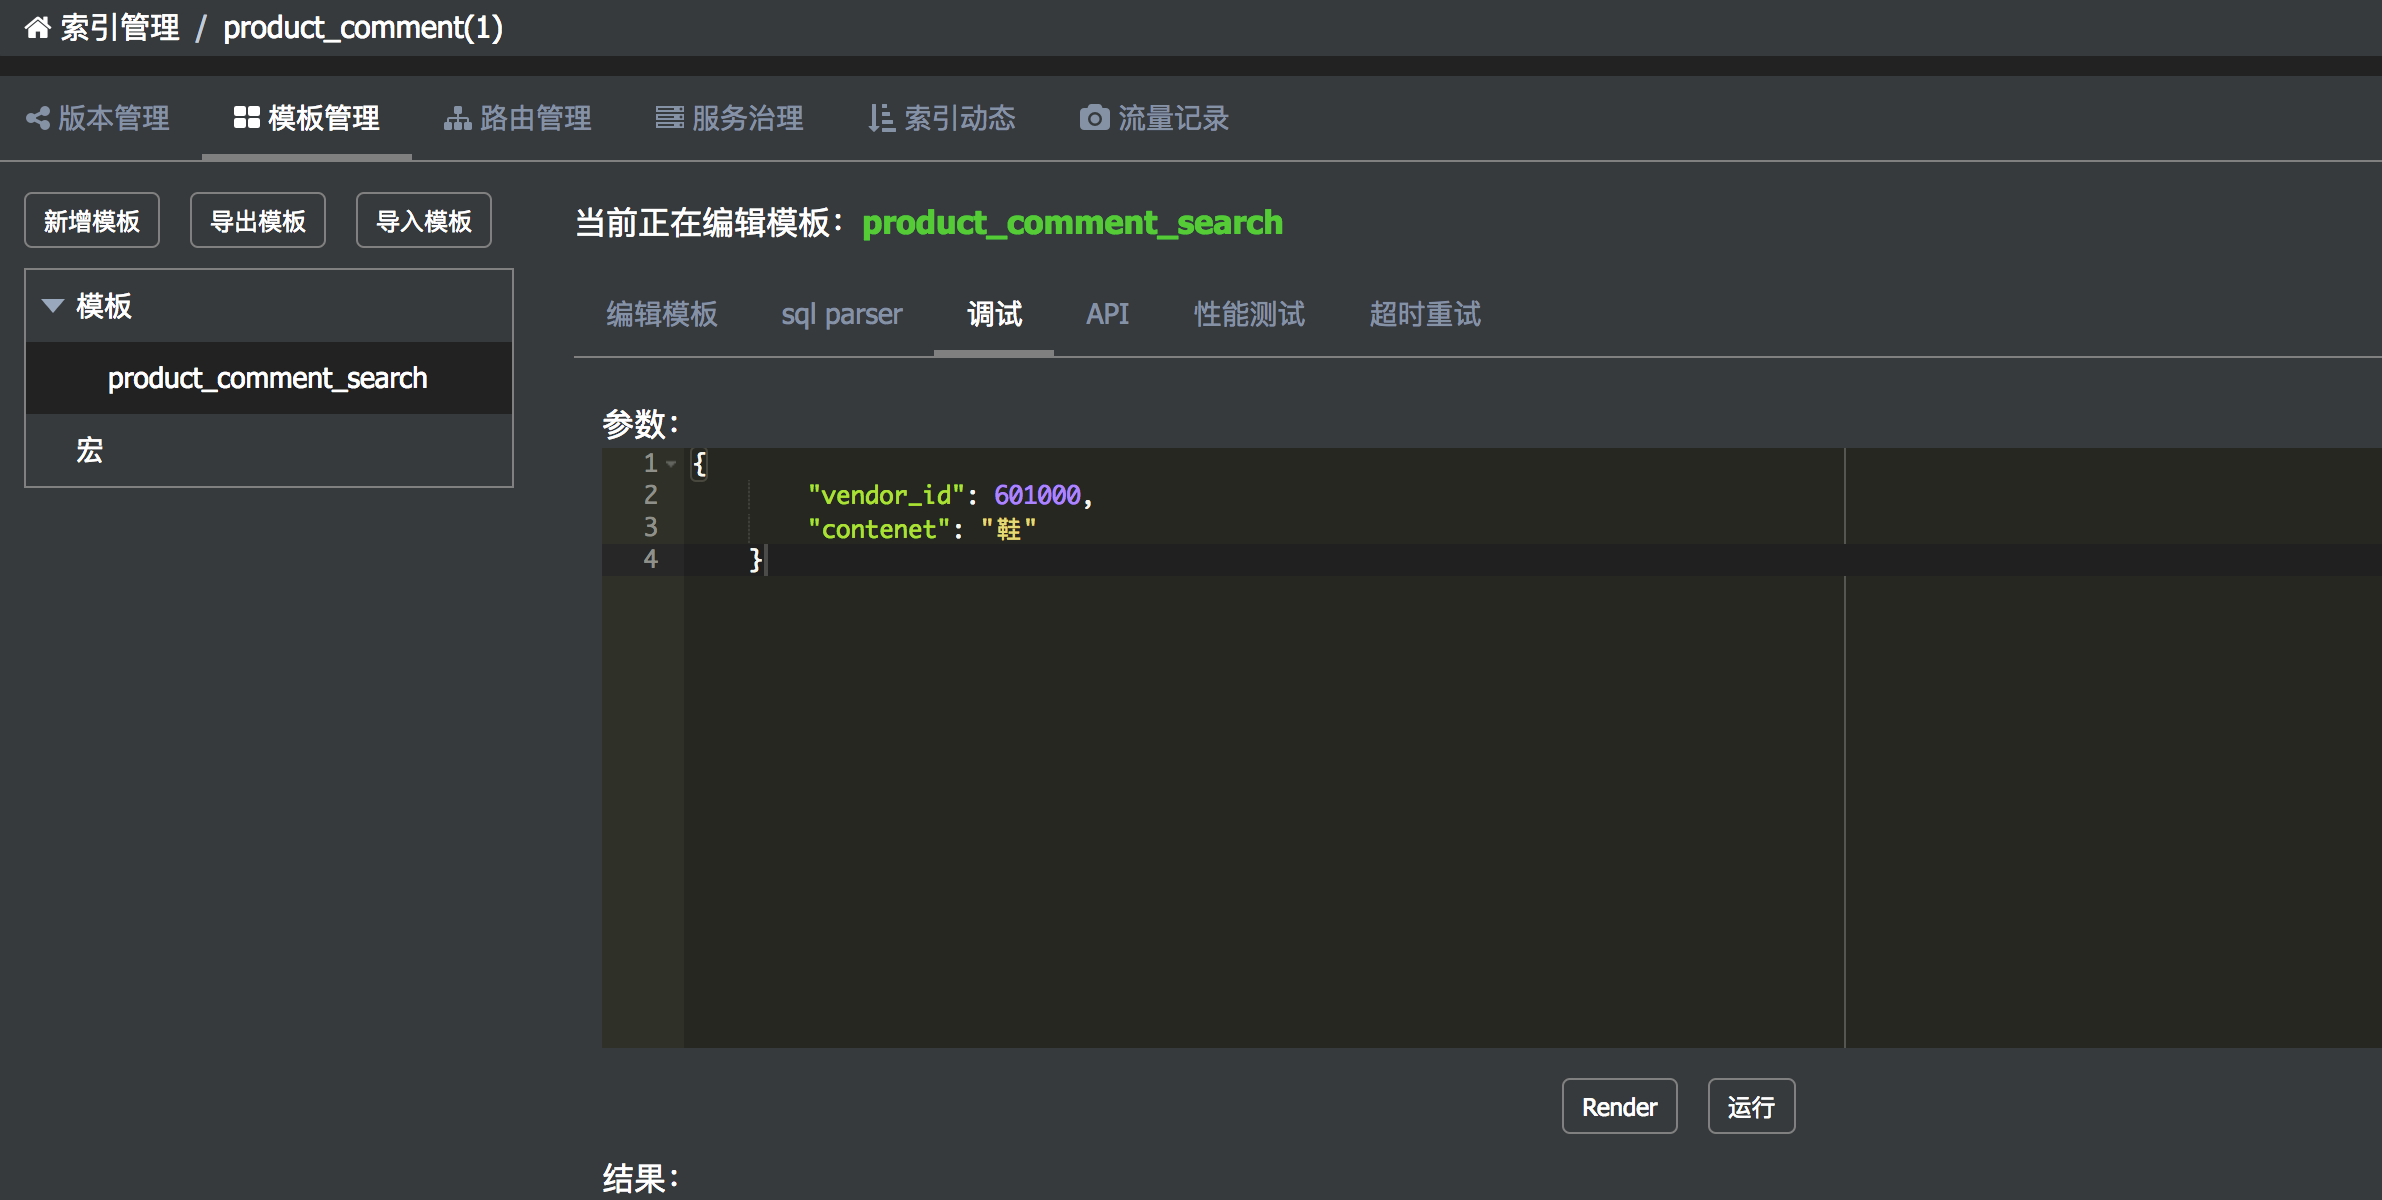 索引管理 / product_comment(1)
版本管理 模板管理 路由管理 服务治理 索引动态 流量记录
新增模板 导出模板 导入模板
模板
product_comment_search
宏
当前正在编辑模板：product_comment_search
编辑模板 sql parser 调试 API 性能测试 超时重试
参数：
1 {
2 "vendor_id": 601000,
3 "contenet": "鞋"
4 }
Render 运行
结果：